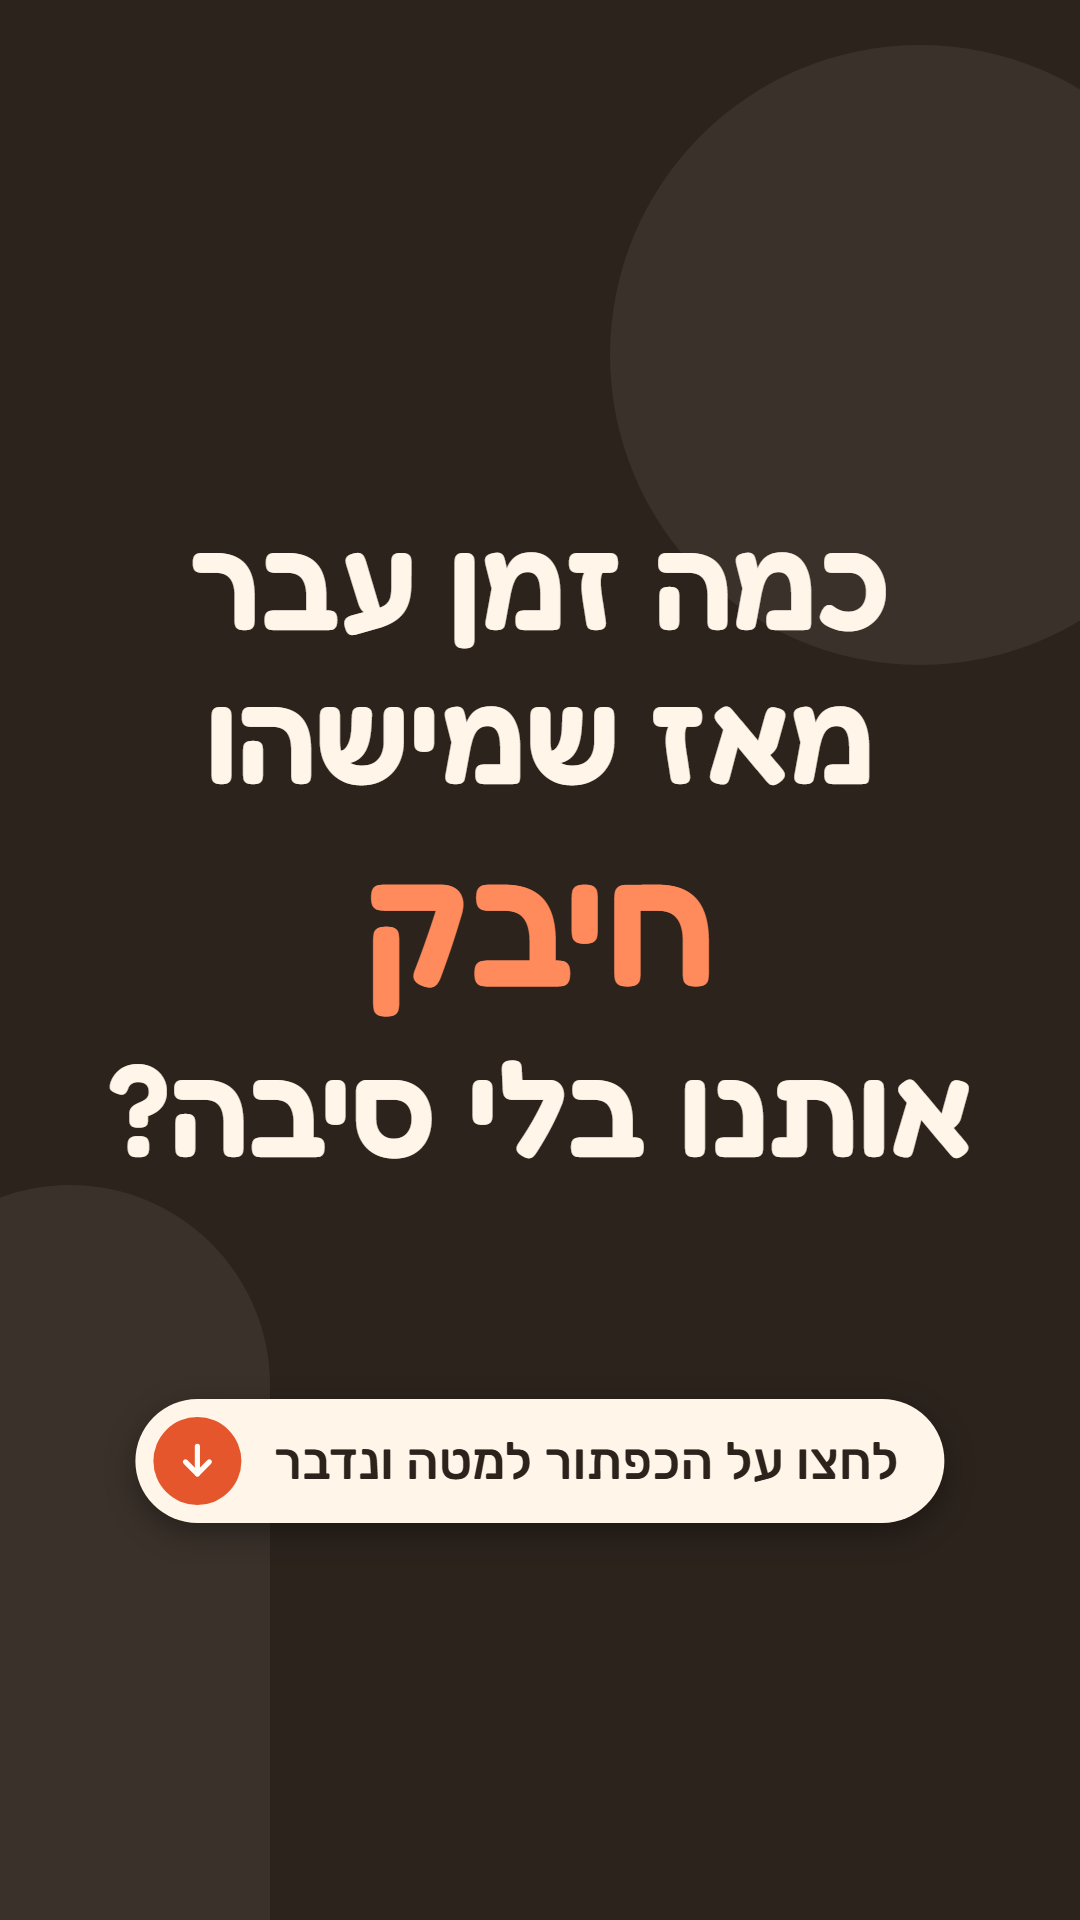 כמה זמן עבר
מאז שמישהו
חיבק
אותנו בלי סיבה?
לחצו על הכפתור למטה ונדבר